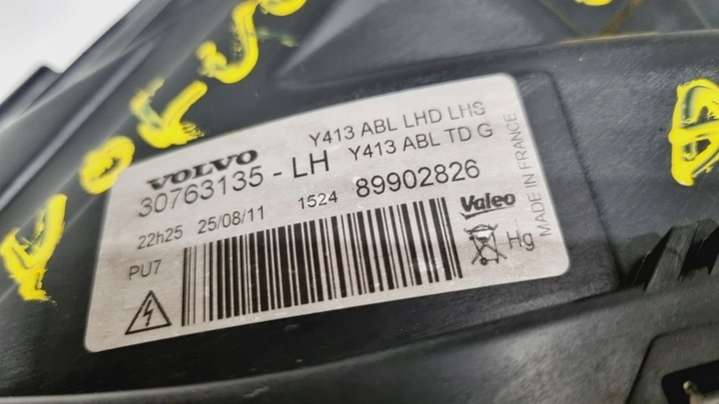 VOLVO
30763135 - LH
Y413 ABL LHD LHS
Y413 ABL TD G
22h25 25/08/11 1524 89902826
PU7
Valeo
Hg
MADE IN FRANCE